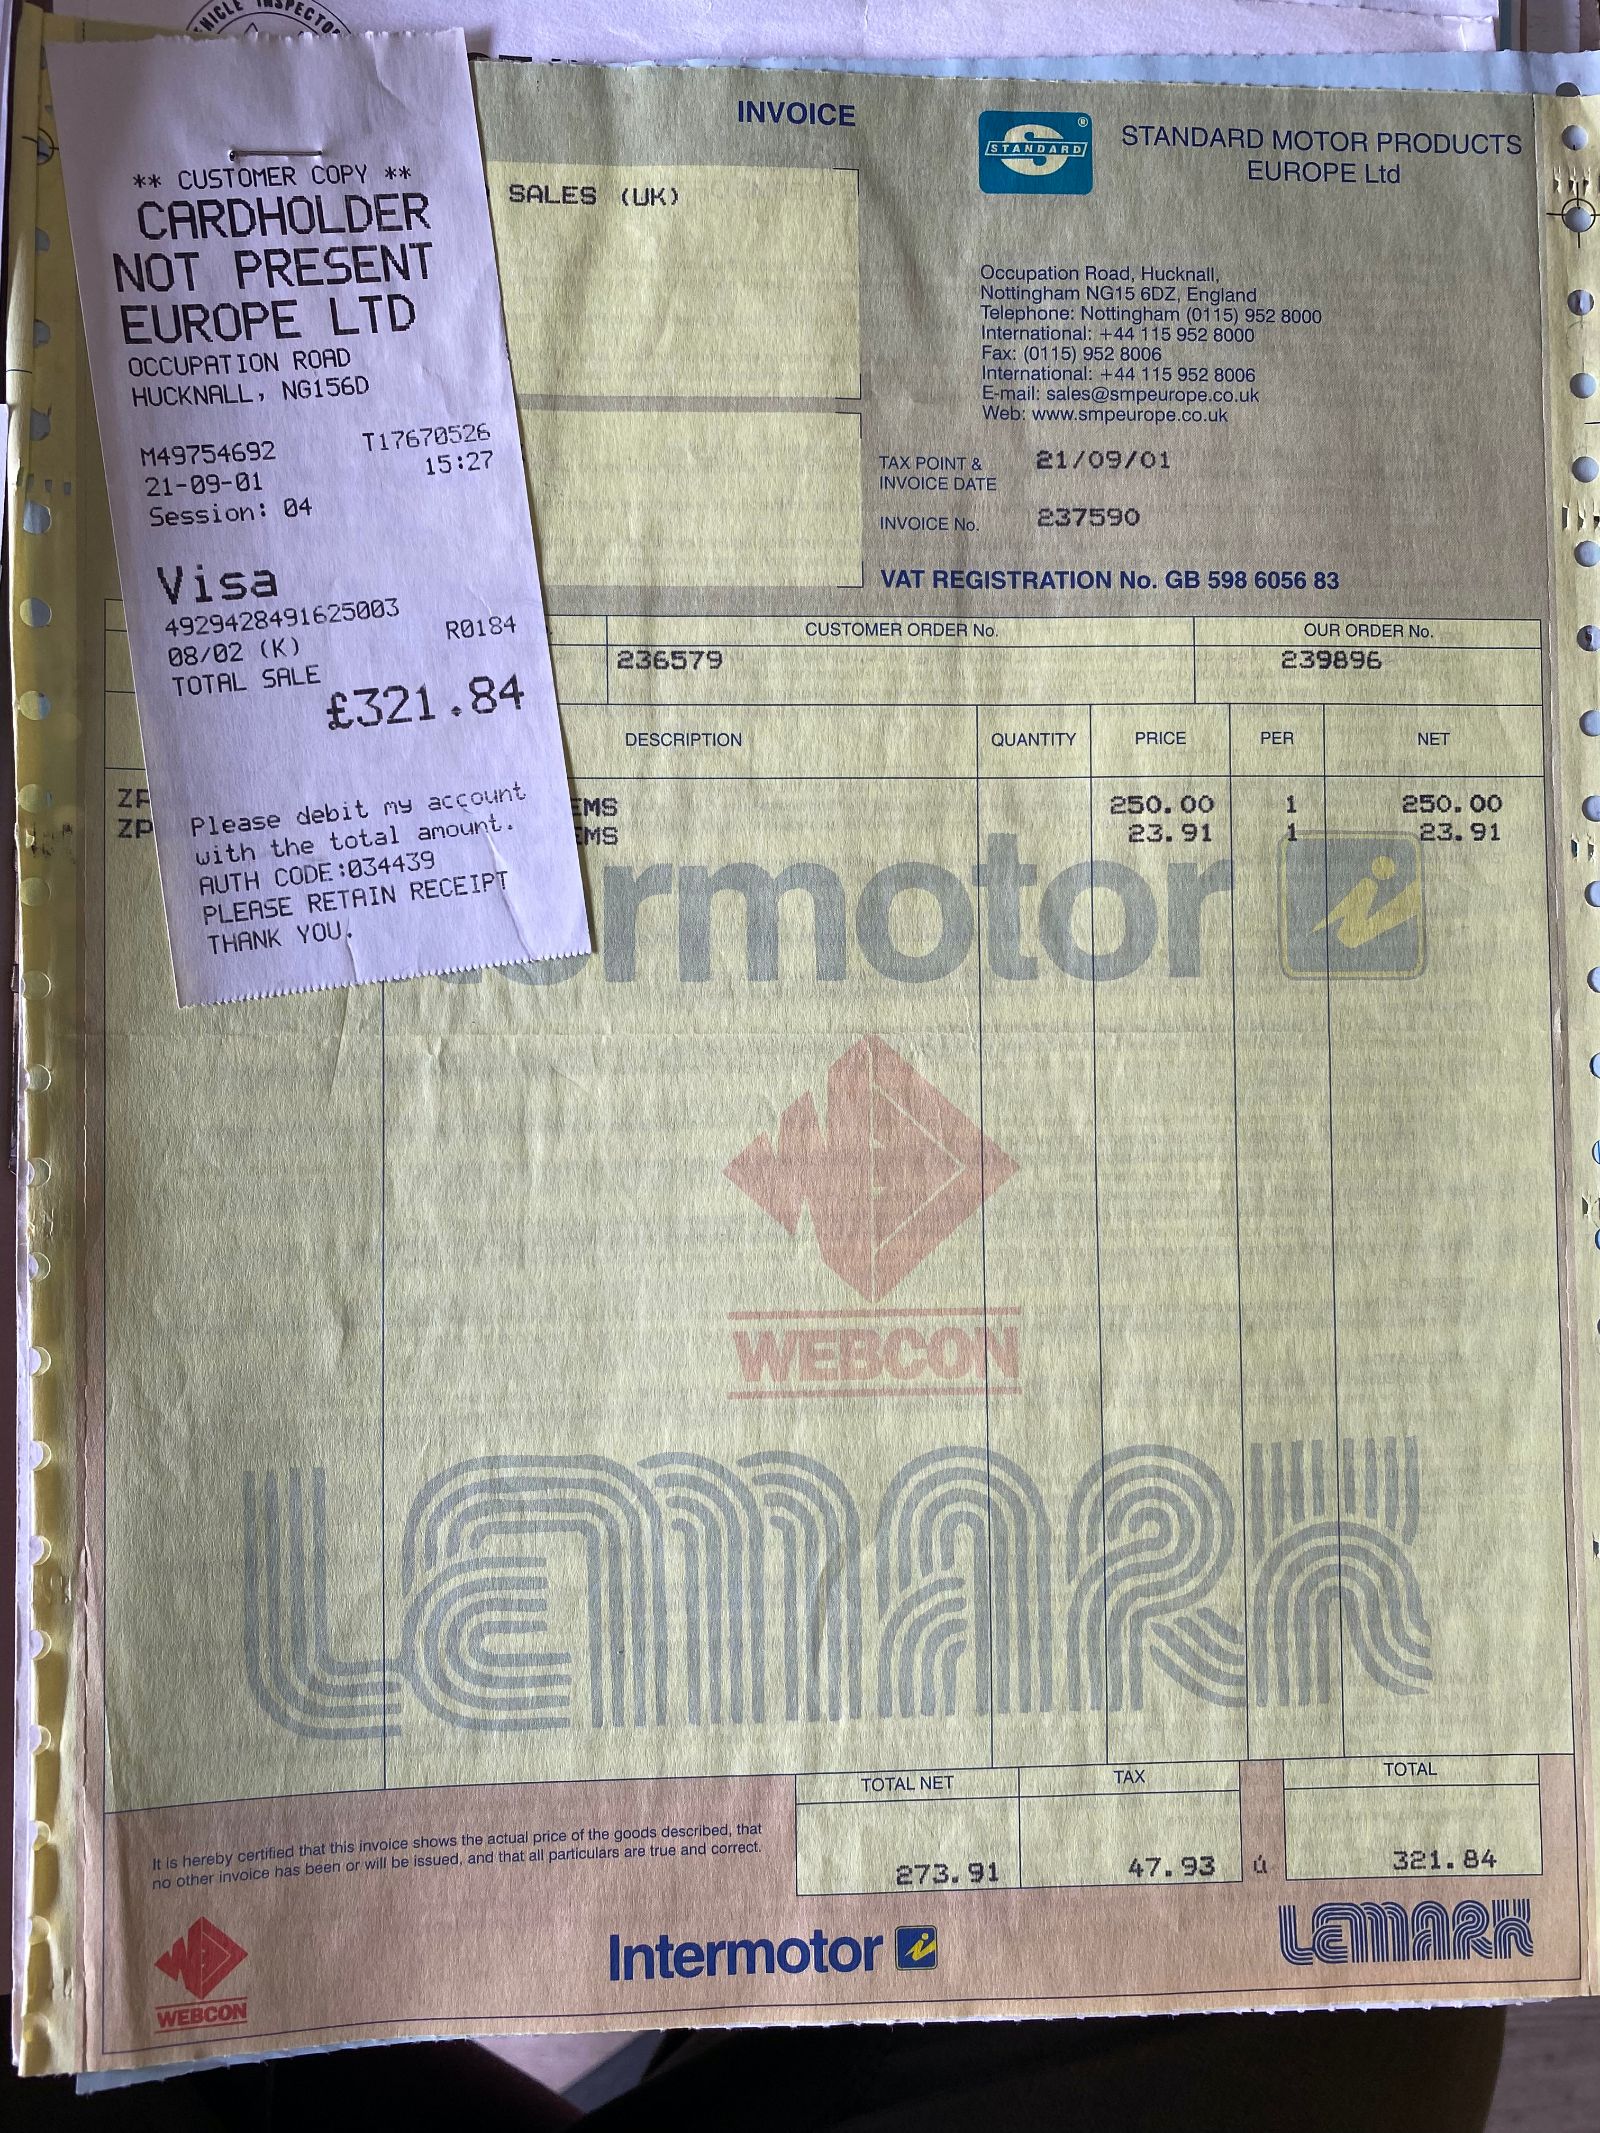 VEHICLE INSPECTOR
** CUSTOMER COPY **
CARDHOLDER
NOT PRESENT
EUROPE LTD
OCCUPATION ROAD
HUCKNALL, NG156D
M49754692 T17670526
21-09-01 15:27
Session: 04
Visa
4929428491625003
08/02 (K) R0184
TOTAL SALE
£321.84
Please debit my account
with the total amount.
AUTH CODE:034439
PLEASE RETAIN RECEIPT
THANK YOU.
INVOICE
SALES (UK)
STANDARD ®
STANDARD MOTOR PRODUCTS
EUROPE Ltd
Occupation Road, Hucknall,
Nottingham NG15 6DZ, England
Telephone: Nottingham (0115) 952 8000
International: +44 115 952 8000
Fax: (0115) 952 8006
International: +44 115 952 8006
E-mail: sales@smpeurope.co.uk
Web: www.smpeurope.co.uk
TAX POINT & INVOICE DATE 21/09/01
INVOICE No. 237590
VAT REGISTRATION No. GB 598 6056 83
CUSTOMER ORDER No. OUR ORDER No.
236579 239896
DESCRIPTION QUANTITY PRICE PER NET
ZP EMS 250.00 1 250.00
ZP EMS 23.91 1 23.91
ermotor i
WEBCON
LEMARK
TOTAL NET TAX TOTAL
273.91 47.93 ú 321.84
It is hereby certified that this invoice shows the actual price of the goods described, that
no other invoice has been or will be issued, and that all particulars are true and correct.
WEBCON
Intermotor i
LEMARK